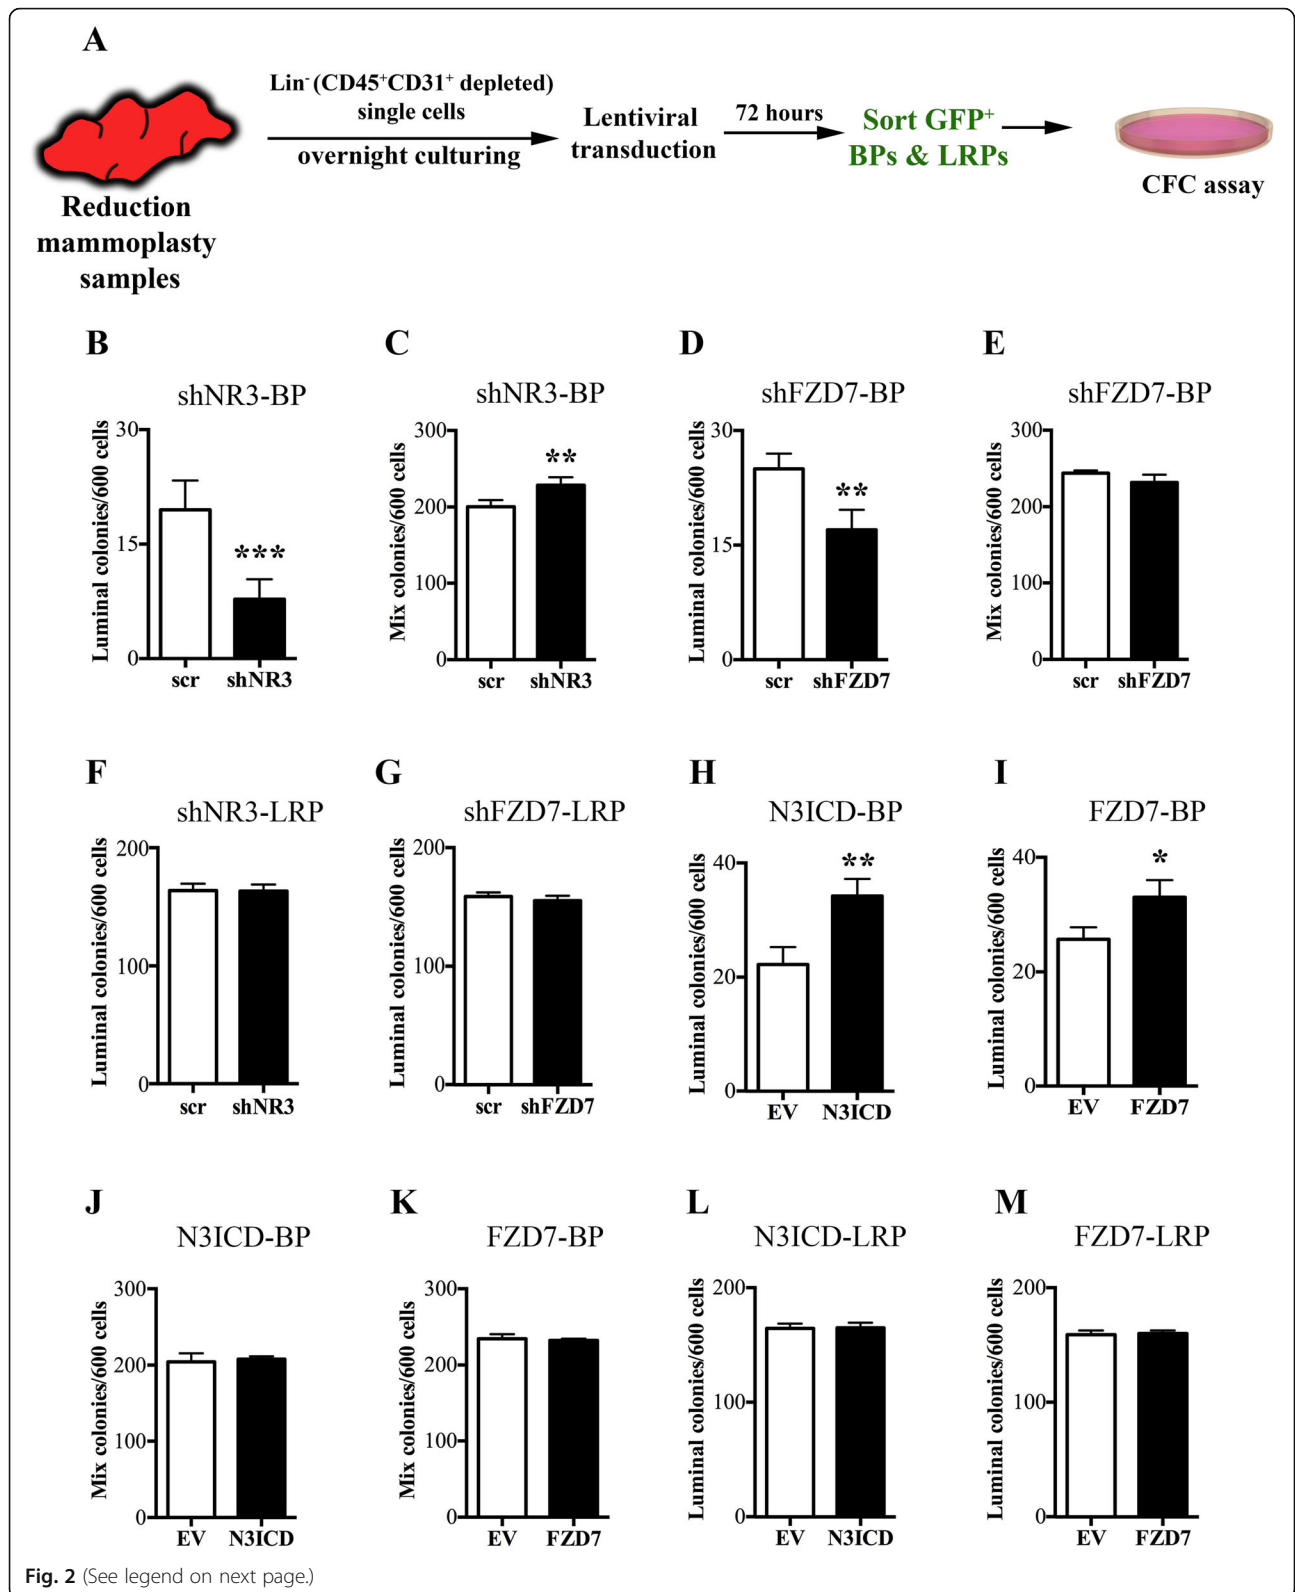 A
Lin- (CD45+CD31+ depleted)
single cells
overnight culturing
Lentiviral
transduction
72 hours
Sort GFP+
BPs & LRPs
CFC assay
Reduction
mammoplasty
samples
B
shNR3-BP
Luminal colonies/600 cells
30
15
0
***
scr shNR3
C
shNR3-BP
Mix colonies/600 cells
300
200
100
0
**
scr shNR3
D
shFZD7-BP
Luminal colonies/600 cells
30
15
0
**
scr shFZD7
E
shFZD7-BP
Mix colonies/600 cells
300
200
100
0
scr shFZD7
F
shNR3-LRP
Luminal colonies/600 cells
200
100
0
scr shNR3
G
shFZD7-LRP
Luminal colonies/600 cells
200
100
0
scr shFZD7
H
N3ICD-BP
Luminal colonies/600 cells
40
20
0
**
EV N3ICD
I
FZD7-BP
Luminal colonies/600 cells
40
20
0
*
EV FZD7
J
N3ICD-BP
Mix colonies/600 cells
300
200
100
0
EV N3ICD
K
FZD7-BP
Mix colonies/600 cells
300
200
100
0
EV FZD7
L
N3ICD-LRP
Luminal colonies/600 cells
200
100
0
EV N3ICD
M
FZD7-LRP
Luminal colonies/600 cells
200
100
0
EV FZD7
Fig. 2 (See legend on next page.)